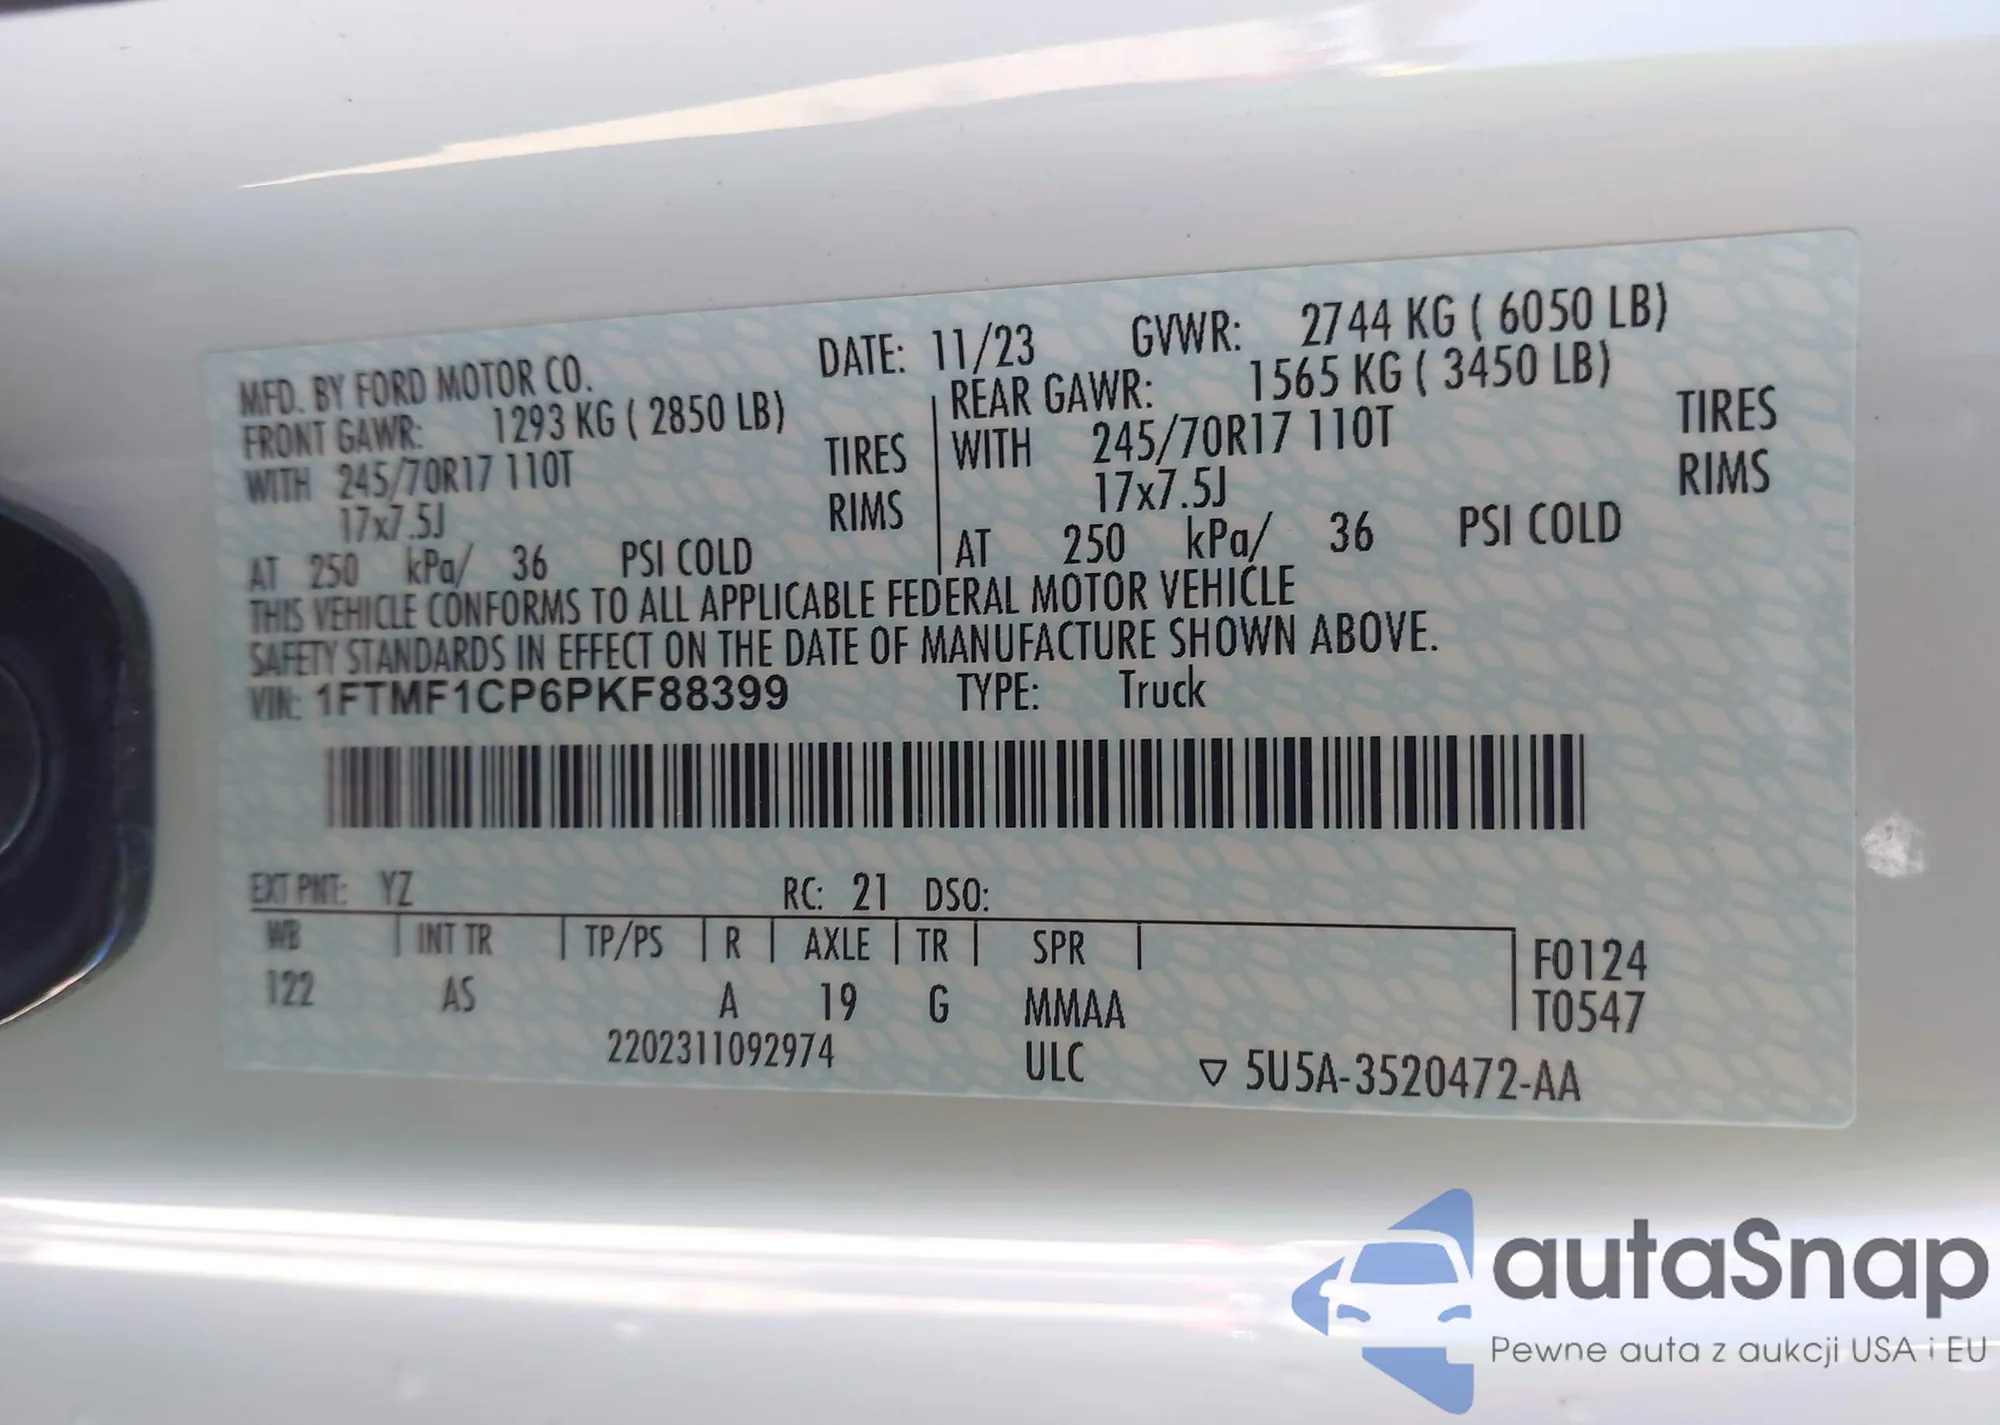 MFD. BY FORD MOTOR CO. DATE: 11/23 GVWR: 2744 KG ( 6050 LB)
FRONT GAWR: 1293 KG ( 2850 LB) REAR GAWR: 1565 KG ( 3450 LB)
WITH 245/70R17 110T TIRES WITH 245/70R17 110T TIRES
17x7.5J RIMS 17x7.5J RIMS
AT 250 kPa/ 36 PSI COLD AT 250 kPa/ 36 PSI COLD
THIS VEHICLE CONFORMS TO ALL APPLICABLE FEDERAL MOTOR VEHICLE
SAFETY STANDARDS IN EFFECT ON THE DATE OF MANUFACTURE SHOWN ABOVE.
VIN: 1FTMF1CP6PKF88399 TYPE: Truck
EXT PNT: YZ RC: 21 DSO:
WB INT TR TP/PS R AXLE TR SPR F0124
122 AS A 19 G MMAA T0547
2202311092974 ULC ▽ 5U5A-3520472-AA
autaSnap
Pewne auta z aukcji USA i EU